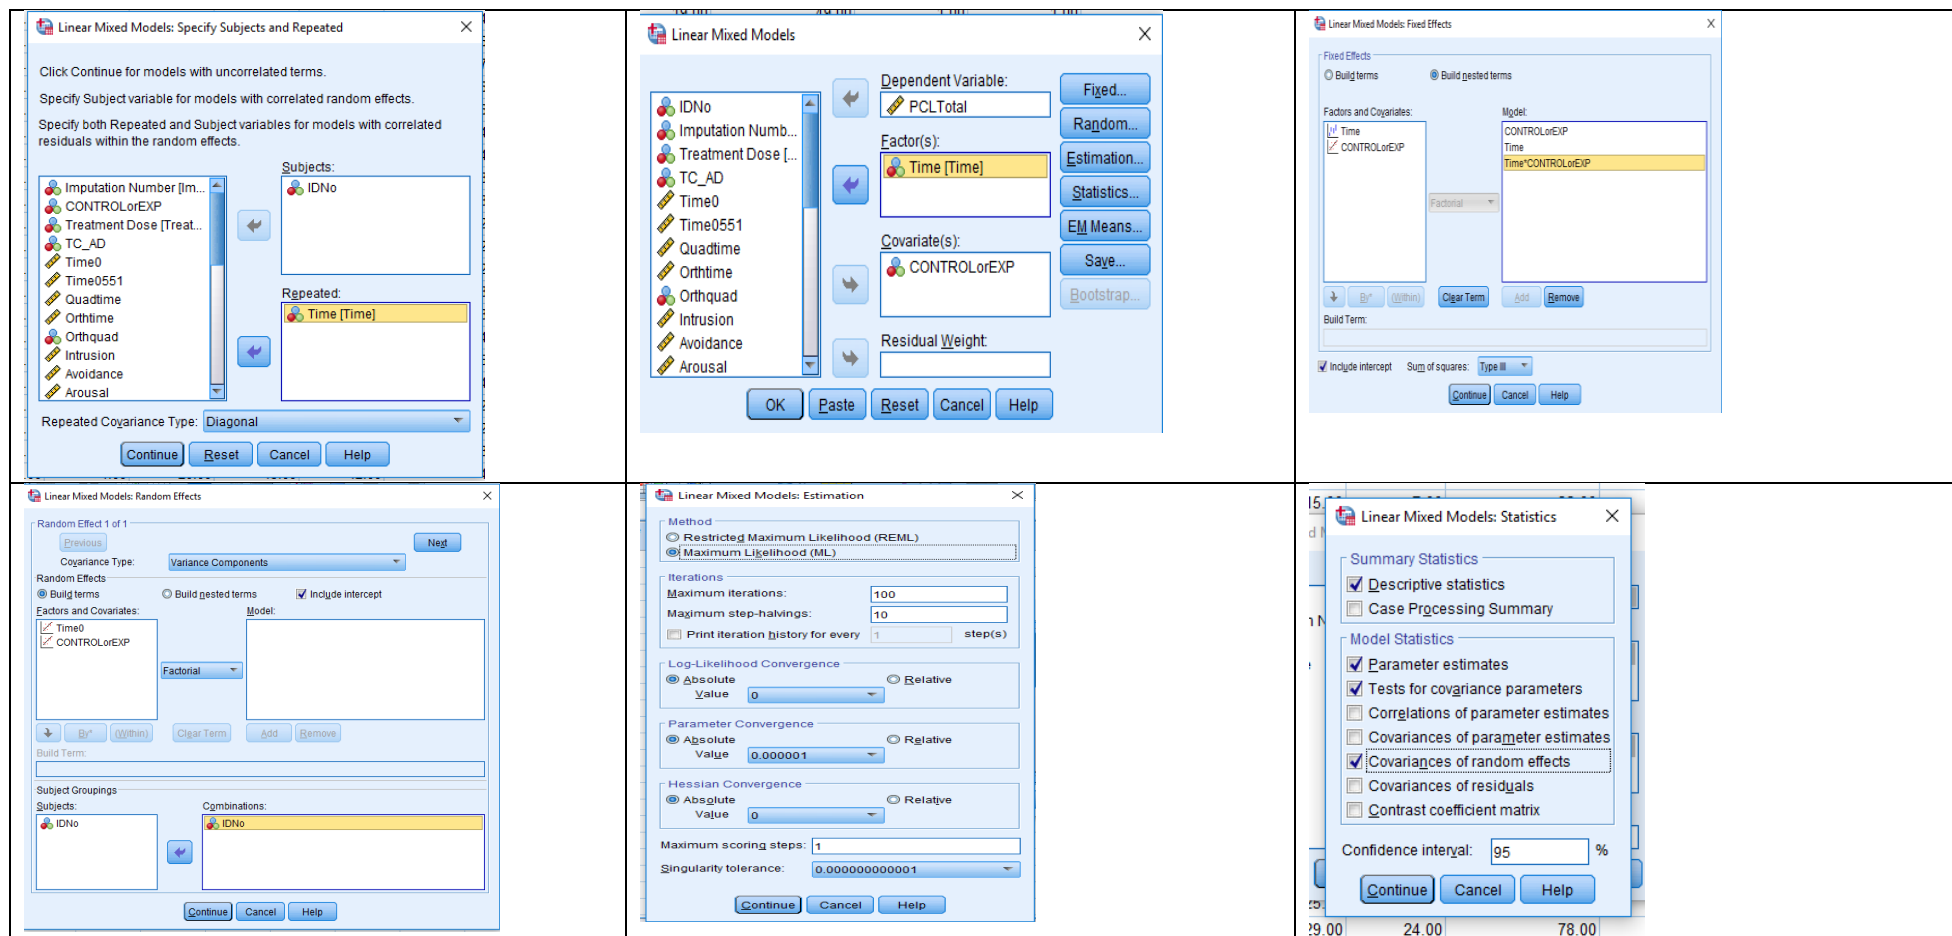 Linear Mixed Models: Specify Subjects and Repeated
Click Continue for models with uncorrelated terms.
Specify Subject variable for models with correlated random effects.
Specify both Repeated and Subject variables for models with correlated
residuals within the random effects.
Subjects:
IDNo
Imputation Number [Im...
CONTROLorEXP
Treatment Dose [Treat...
TC_AD
Time0
Time0551
Quadtime
Orthtime
Orthquad
Intrusion
Avoidance
Arousal
Repeated:
Time [Time]
Repeated Covariance Type: Diagonal
Continue Reset Cancel Help
Linear Mixed Models
IDNo
Imputation Numb...
Treatment Dose [...
TC_AD
Time0
Time0551
Quadtime
Orthtime
Orthquad
Intrusion
Avoidance
Arousal
Dependent Variable:
PCLTotal
Factor(s):
Time [Time]
Covariate(s):
CONTROLorEXP
Residual Weight:
Fixed...
Random...
Estimation...
Statistics...
EM Means...
Save...
Bootstrap...
OK Paste Reset Cancel Help
Linear Mixed Models: Fixed Effects
Fixed Effects
Build terms Build nested terms
Factors and Covariates: Model:
Time
CONTROLorEXP
Factorial
CONTROLorEXP
Time
Time*CONTROLorEXP
By* (Within) Clear Term Add Remove
Build Term:
Include intercept Sum of squares: Type III
Continue Cancel Help
Linear Mixed Models: Random Effects
Random Effect 1 of 1
Previous Next
Covariance Type: Variance Components
Random Effects
Build terms Build nested terms Include intercept
Factors and Covariates: Model:
Time0
CONTROLorEXP
Factorial
By* (Within) Clear Term Add Remove
Build Term:
Subject Groupings
Subjects: Combinations:
IDNo IDNo
Continue Cancel Help
Linear Mixed Models: Estimation
Method
Restricted Maximum Likelihood (REML)
Maximum Likelihood (ML)
Iterations
Maximum iterations: 100
Maximum step-halvings: 10
Print iteration history for every 1 step(s)
Log-Likelihood Convergence
Absolute Relative
Value 0
Parameter Convergence
Absolute Relative
Value 0.000001
Hessian Convergence
Absolute Relative
Value 0
Maximum scoring steps: 1
Singularity tolerance: 0.000000000001
Continue Cancel Help
Linear Mixed Models: Statistics
Summary Statistics
Descriptive statistics
Case Processing Summary
Model Statistics
Parameter estimates
Tests for covariance parameters
Correlations of parameter estimates
Covariances of parameter estimates
Covariances of random effects
Covariances of residuals
Contrast coefficient matrix
Confidence interval: 95 %
Continue Cancel Help
29.00 24.00 78.00